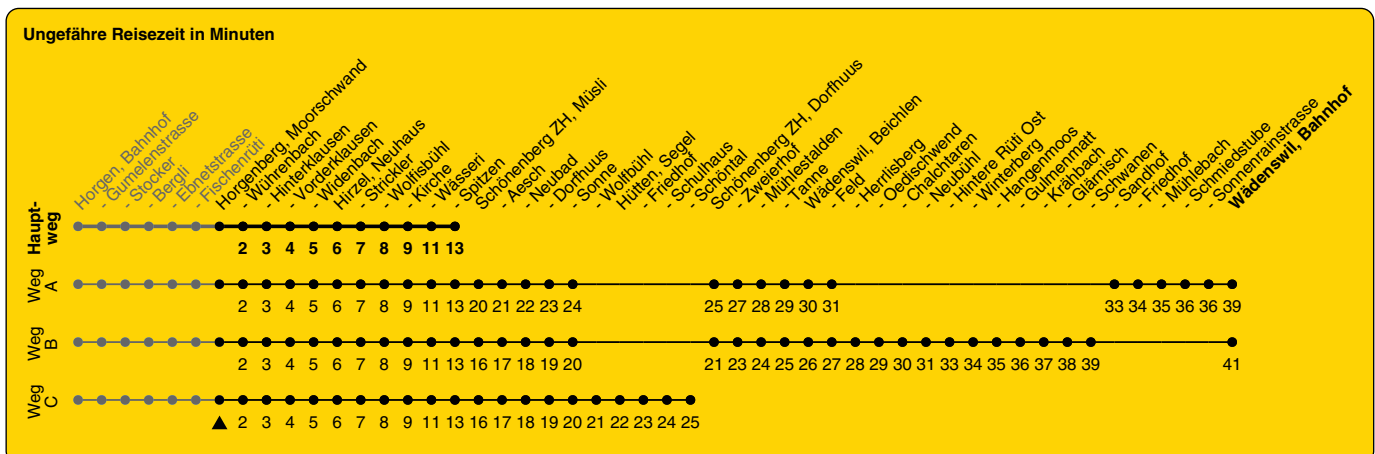 Ungefähre Reisezeit in Minuten
Horgen, Bahnhof
- Gumelenstrasse
- Stocker
- Bergli
- Ebnetstrasse
- Fischenrüti
Horgenberg, Moorschwand
- Wührenbach
- Hinterklausen
- Vorderklausen
- Widenbach
Hirzel, Neuhaus
- Strickler
- Wolfisbühl
- Kirche
- Wässeri
- Spitzen
Schönenberg ZH, Müsli
- Aesch
- Neubad
- Dorfhuus
- Sonne
- Wolfbühl
Hütten, Segel
- Friedhof
- Schulhaus
- Schöntal
Schönenberg ZH, Dorfhuus
- Zweierhof
- Mühlestalden
- Tanne
Wädenswil, Beichlen
- Feld
- Herrlisberg
- Oedischwend
- Chalchtaren
- Neubühl
- Hintere Rüti Ost
- Winterberg
- Hangenmoos
- Gulmenmatt
- Krähbach
- Glärnisch
- Schwanen
- Sandhof
- Friedhof
- Mühlebach
- Schmiedstube
- Sonnenrainstrasse
Wädenswil, Bahnhof
Haupt-
weg
2 3 4 5 6 7 8 9 11 13
Weg
A
2 3 4 5 6 7 8 9 11 13 20 21 22 23 24 25 27 28 29 30 31 33 34 35 36 36 39
Weg
B
2 3 4 5 6 7 8 9 11 13 16 17 18 19 20 21 23 24 25 26 27 28 29 30 31 33 34 35 36 37 38 39 41
Weg
C
2 3 4 5 6 7 8 9 11 13 16 17 18 19 20 21 22 23 24 25